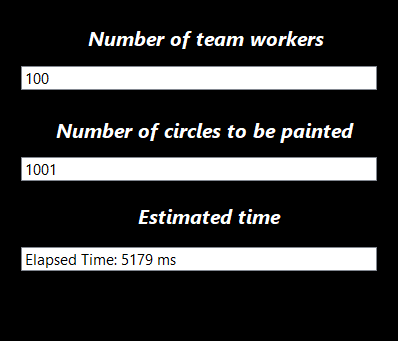 Number of team workers
100
Number of circles to be painted
1001
Estimated time
Elapsed Time: 5179 ms